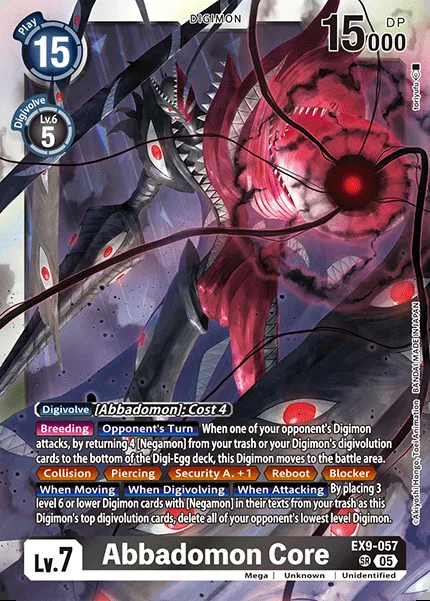 DIGIMON
Play
15
15000
DP
Digivolve
Lv.6
5
toriyufu
Digivolve [Abbadomon]: Cost 4
Breeding Opponent's Turn When one of your opponent's Digimon
attacks, by returning 4 [Negamon] from your trash or your Digimon's digivolution
cards to the bottom of the Digi-Egg deck, this Digimon moves to the battle area.
Collision Piercing Security A. +1 Reboot Blocker
When Moving When Digivolving When Attacking By placing 3
level 6 or lower Digimon cards with [Negamon] in their texts from your trash as this
Digimon's top digivolution cards, delete all of your opponent's lowest level Digimon.
©Akiyoshi Hongo, Toei Animation BANDAI MADE IN JAPAN
Lv.7
Abbadomon Core
EX9-057
SR 05
Mega | Unknown | Unidentified